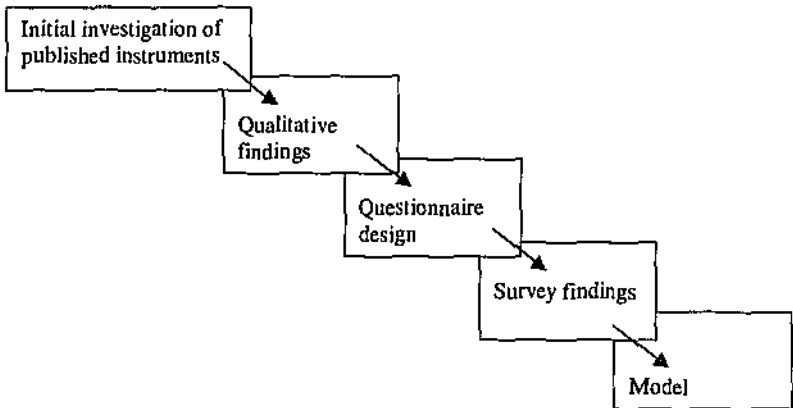 Initial investigation of
published instruments
Qualitative
findings
Questionnaire
design
Survey findings
Model